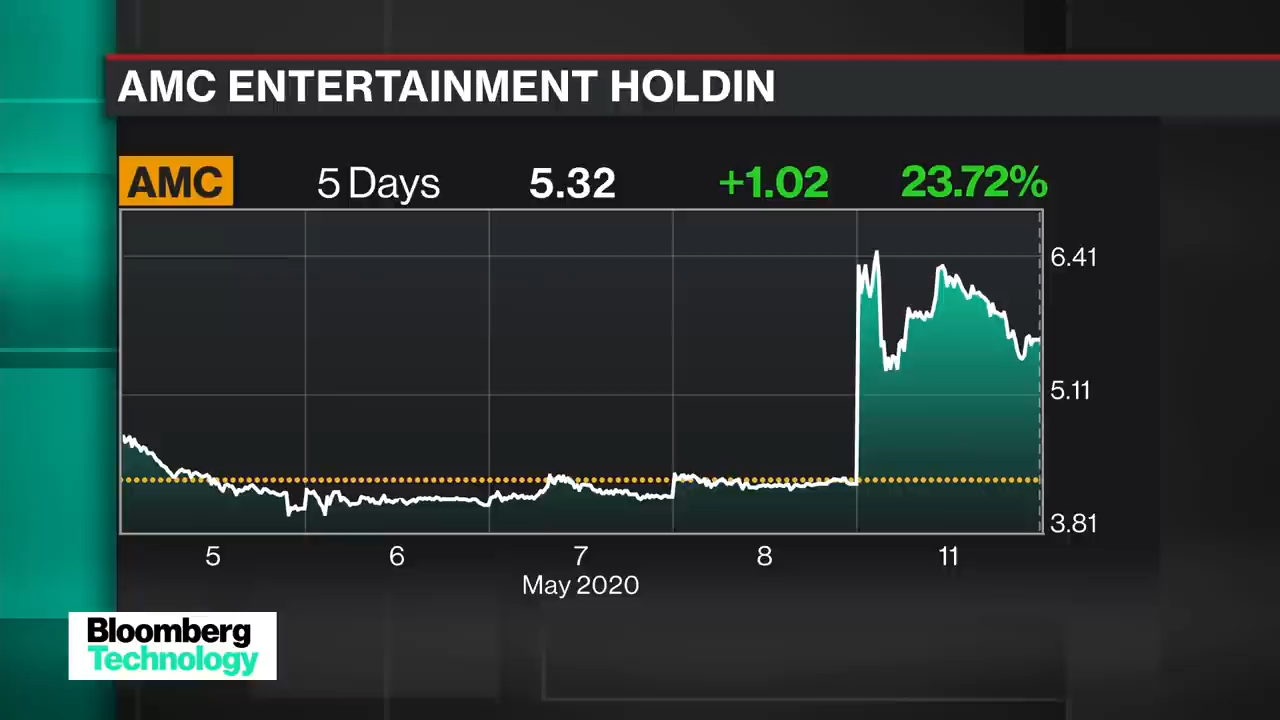 AMC ENTERTAINMENT HOLDIN
AMC 5 Days 5.32 +1.02 23.72%
6.41
5.11
3.81
5 6 7 8 11
May 2020
Bloomberg
Technology